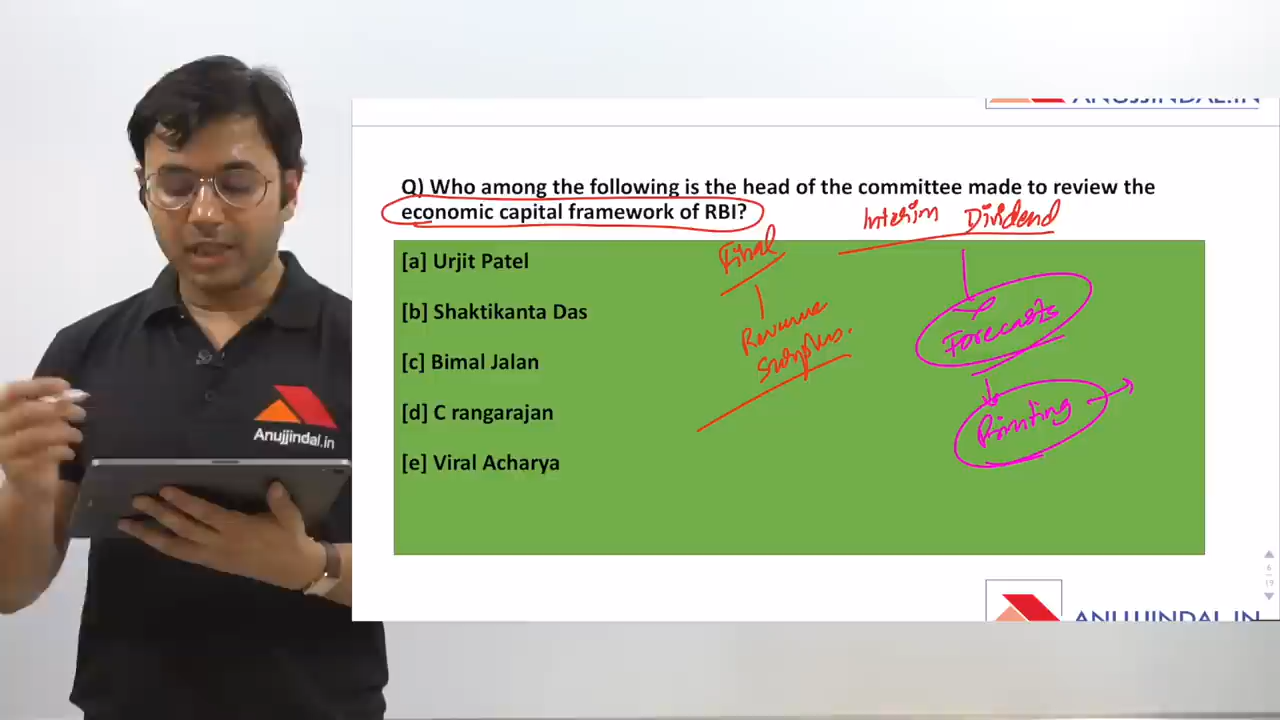 ANUJJINDAL.IN
Q) Who among the following is the head of the committee made to review the
economic capital framework of RBI?
Interim Dividend
Final
[a] Urjit Patel
[b] Shaktikanta Das
Revenue
Surplus.
Forecasts
[c] Bimal Jalan
[d] C rangarajan
Printing
[e] Viral Acharya
Anujjindal.in
6
19
ANUJJINDAL.IN